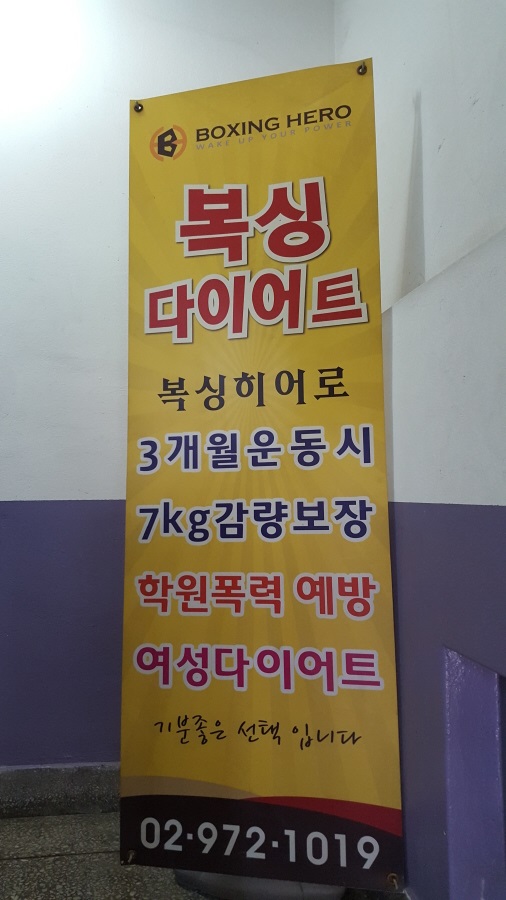 BOXING HERO
WAKE UP YOUR POWER
복싱
다이어트
복싱히어로
3개월운동시
7kg감량보장
학원폭력 예방
여성다이어트
기분좋은 선택 입니다
02·972·1019